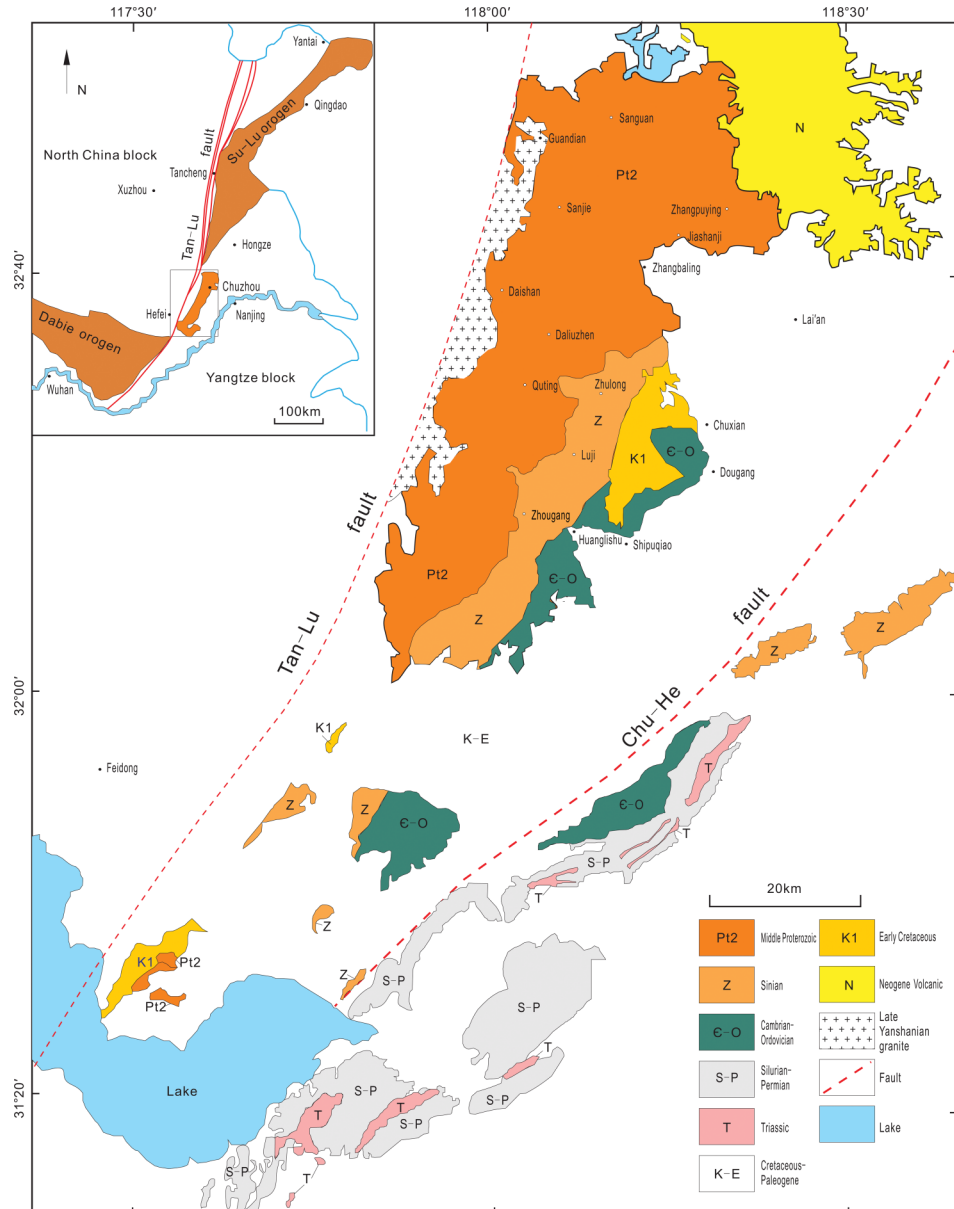 117°30′
118°00′
118°30′
32°40′
32°00′
31°20′
N
Yantai
Qingdao
Su-Lu orogen
North China block
fault
Tancheng
Xuzhou
Tan-Lu
Hongze
Chuzhou
Hefei
Nanjing
Dabie orogen
Wuhan
Yangtze block
100km
Sanguan
Guandian
N
Pt2
Sanjie
Zhangpuying
Jiashanji
Zhangbaling
Daishan
Lai'an
Daliuzhen
Quting
Zhulong
Z
Chuxian
K1
Є-O
Luji
Dougang
fault
Zhougang
Huanglishu
Shipuqiao
Pt2
Є-O
fault
Z
Z
Z
Tan-Lu
Chu-He
K1
K-E
Feidong
T
Z
Z
Є-O
Є-O
T
S-P
T
Z
K1
Pt2
Z
S-P
Pt2
S-P
T
Lake
S-P
T
T
S-P
S-P
S-P
T
20km
Pt2
Middle Proterozoic
K1
Early Cretaceous
Z
Sinian
N
Neogene Volcanic
Є-O
Cambrian-
Ordovician
Late
Yanshanian
granite
S-P
Silurian-
Permian
Fault
T
Triassic
Lake
K-E
Cretaceous-
Paleogene